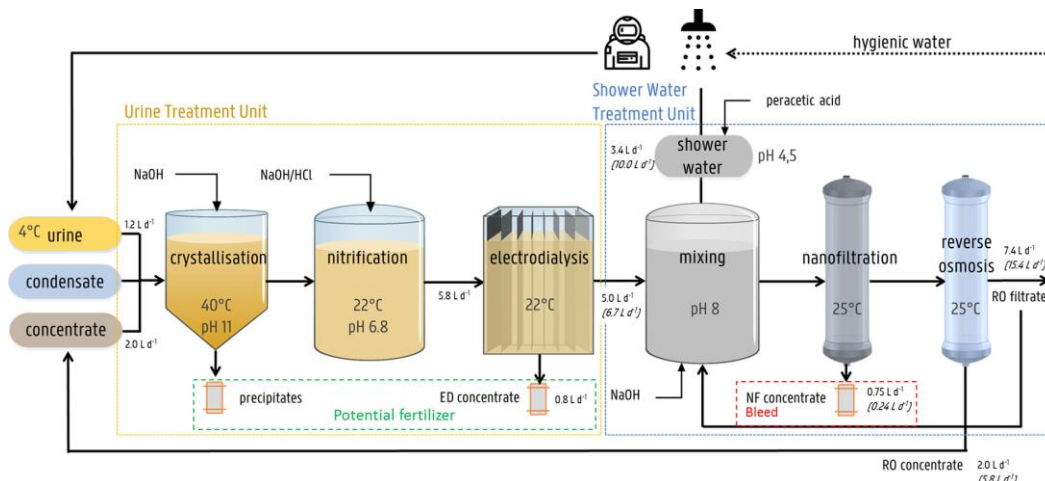 hygienic water
Urine Treatment Unit
Shower Water
Treatment Unit
peracetic acid
NaOH
NaOH/HCl
3.4 L d-1
(10.0 L d-1)
shower
water
pH 4,5
4°C urine
1.2 L d-1
crystallisation
nitrification
electrodialysis
mixing
nanofiltration
reverse
osmosis
7.4 L d-1
(15.4 L d-1)
RO filtrate
condensate
40°C
pH 11
22°C
pH 6.8
5.8 L d-1
22°C
5.0 L d-1
(6.7 L d-1)
pH 8
25°C
25°C
concentrate
2.0 L d-1
precipitates
ED concentrate
0.8 L d-1
Potential fertilizer
NaOH
NF concentrate
Bleed
0.75 L d-1
(0.24 L d-1)
RO concentrate
2.0 L d-1
(5.8 L d-1)